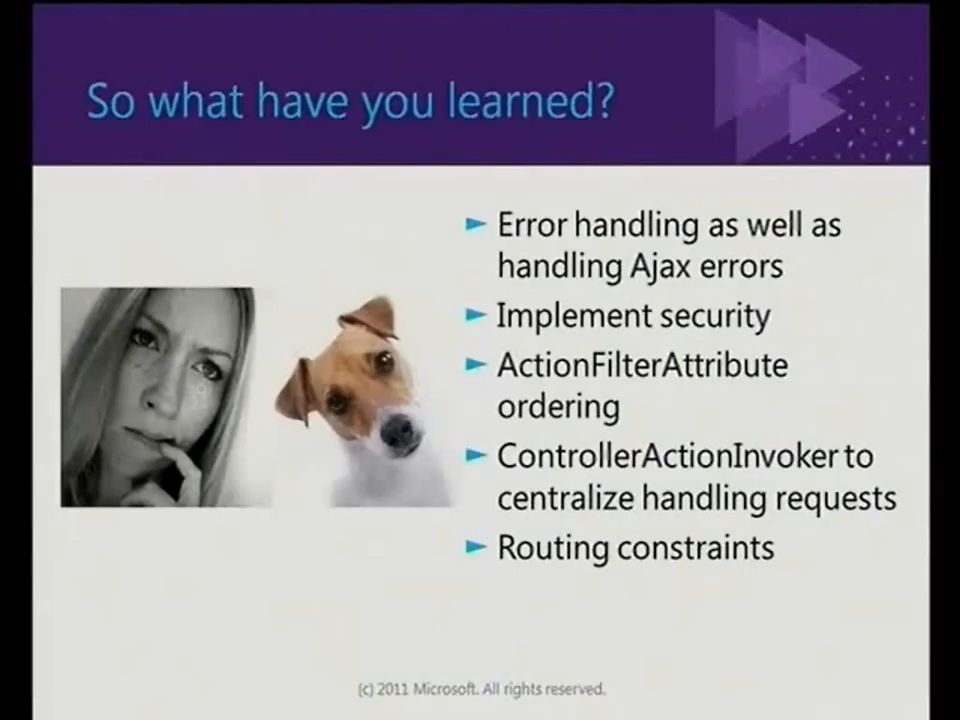 So what have you learned?
► Error handling as well as
handling Ajax errors
► Implement security
► ActionFilterAttribute
ordering
► ControllerActionInvoker to
centralize handling requests
► Routing constraints
(c) 2011 Microsoft. All rights reserved.